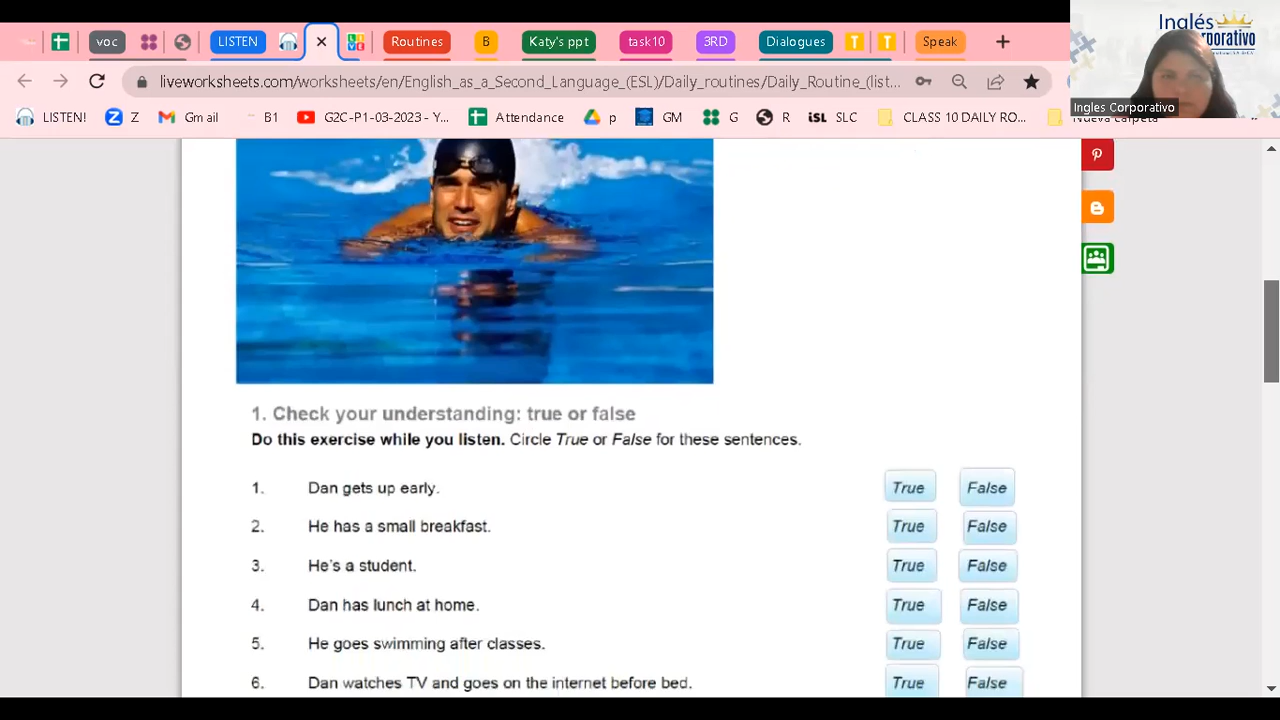 voc
LISTEN
Routines
B
Katy's ppt
task10
3RD
Dialogues
Speak
Inglés
Corporativo
Ingles Corporativo
liveworksheets.com/worksheets/en/English_as_a_Second_Language_(ESL)/Daily_routines/Daily_Routine_(list...
LISTEN!
Z
Gmail
B1
G2C-P1-03-2023 - Y...
Attendance
p
GM
G
R
iSL
SLC
CLASS 10 DAILY RO...
Nueva carpeta
1. Check your understanding: true or false
Do this exercise while you listen. Circle True or False for these sentences.
1. Dan gets up early. True False
2. He has a small breakfast. True False
3. He's a student. True False
4. Dan has lunch at home. True False
5. He goes swimming after classes. True False
6. Dan watches TV and goes on the internet before bed. True False